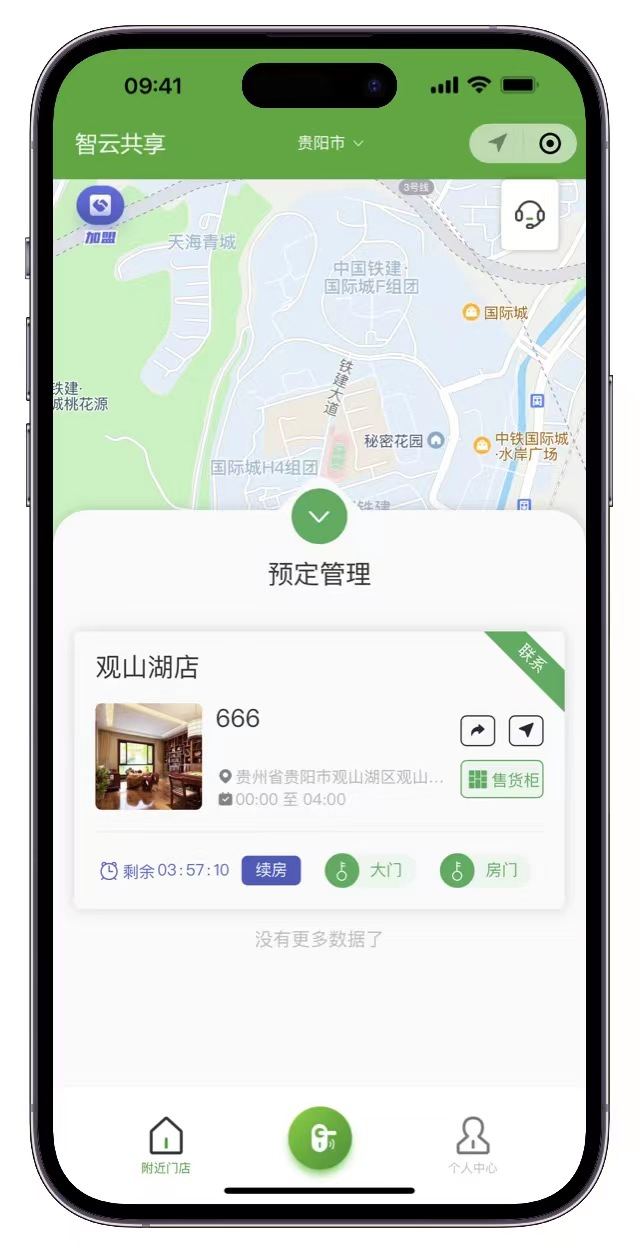 09:41
智云共享
贵阳市
3号线
加盟
天海青城
中国铁建·
国际城F组团
国际城
铁建·
城桃花源
铁建大道
秘密花园
中铁国际城
·水岸广场
国际城H4组团
铁建
预定管理
观山湖店
联系
666
贵州省贵阳市观山湖区观山...
售货柜
00:00 至 04:00
剩余03:57:10
续房
大门
房门
没有更多数据了
附近门店
个人中心